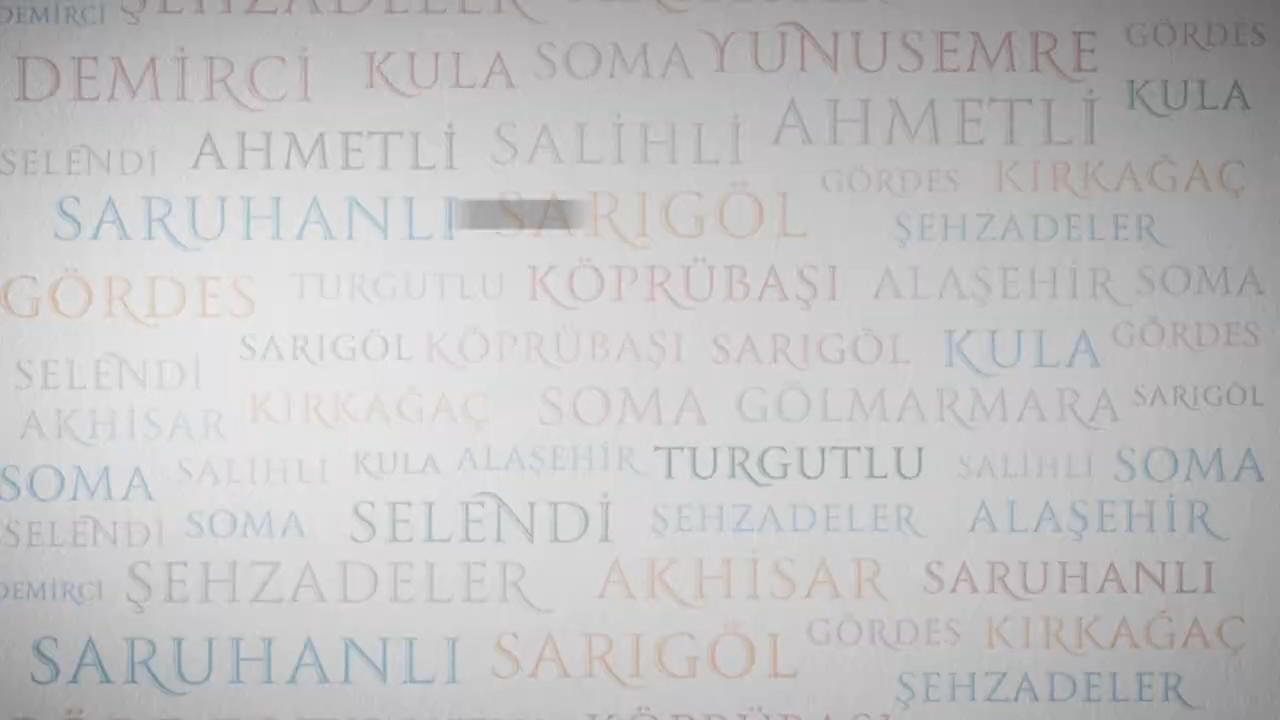 DEMİRCİ ŞEHZADELER
DEMİRCİ KULA SOMA YUNUSEMRE GÖRDES
KULA
SELENDİ AHMETLİ SALİHLİ AHMETLİ
GÖRDES KIRKAĞAÇ
SARUHANLI SARIGÖL ŞEHZADELER
GÖRDES TURGUTLU KÖPRÜBAŞI ALAŞEHİR SOMA
SELENDİ SARIGÖL KÖPRÜBAŞI SARIGÖL KULA GÖRDES
AKHİSAR KIRKAĞAÇ SOMA GÖLMARMARA SARIGÖL
SOMA SALİHLİ KULA ALAŞEHİR TURGUTLU SALİHLİ SOMA
SELENDİ SOMA SELENDİ ŞEHZADELER ALAŞEHİR
DEMİRCİ ŞEHZADELER AKHİSAR SARUHANLI
SARUHANLI SARIGÖL GÖRDES KIRKAĞAÇ
ŞEHZADELER
KÖPRÜBAŞI